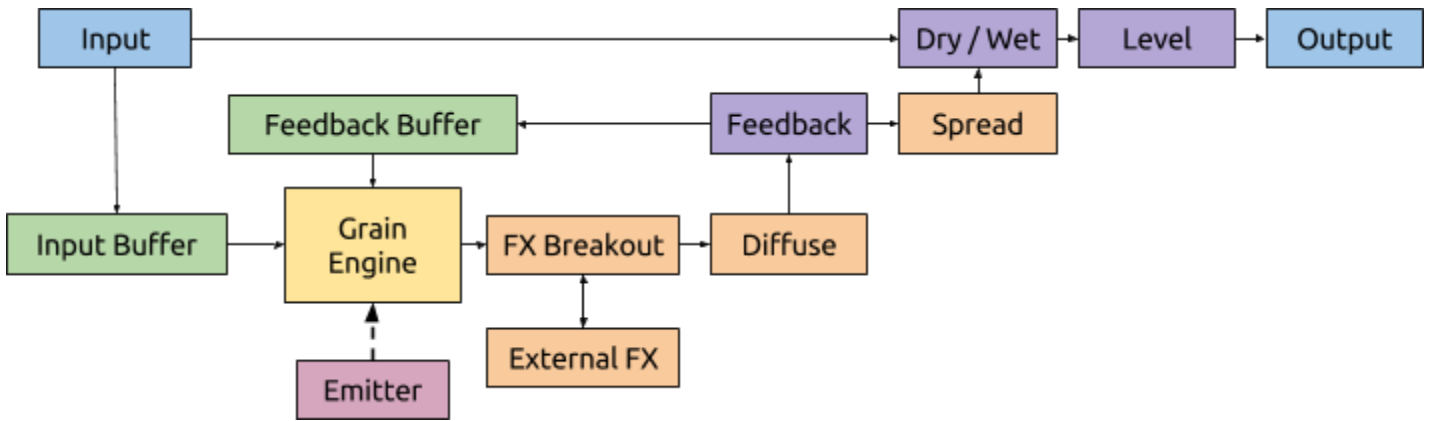 Input
Dry / Wet
Level
Output
Feedback Buffer
Feedback
Spread
Input Buffer
Grain
Engine
FX Breakout
Diffuse
External FX
Emitter